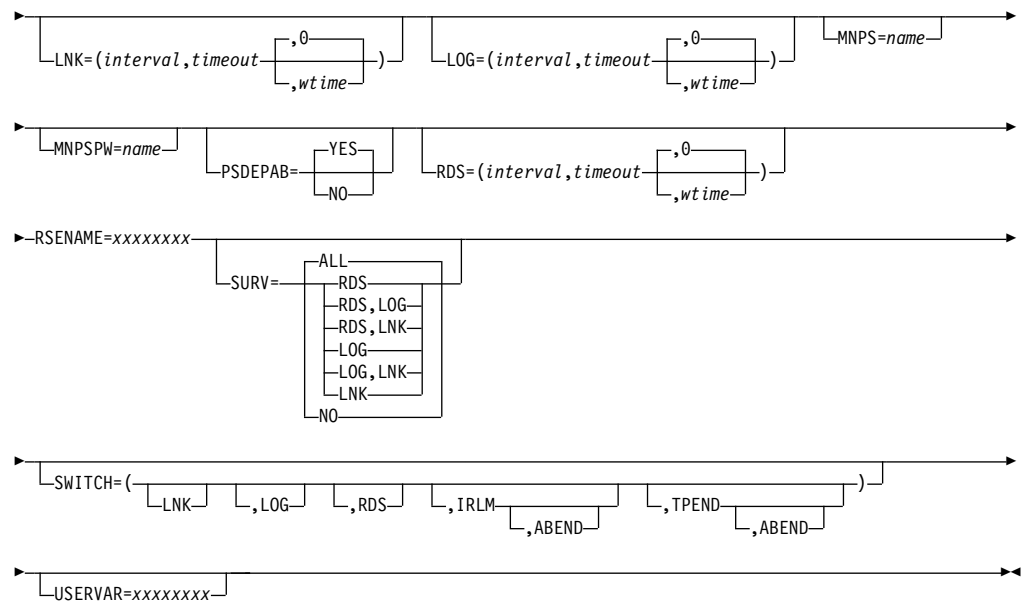 ,0 ,0
LNK=(interval,timeout ) LOG=(interval,timeout ) MNPS=name
,wtime ,wtime
YES ,0
MNPSPW=name PSDEPAB= RDS=(interval,timeout )
NO ,wtime
RSENAME=xxxxxxxx
ALL
SURV= RDS
RDS,LOG
RDS,LNK
LOG
LOG,LNK
LNK
NO
SWITCH=( )
LNK ,LOG ,RDS ,IRLM ,TPEND
,ABEND ,ABEND
USERVAR=xxxxxxxx